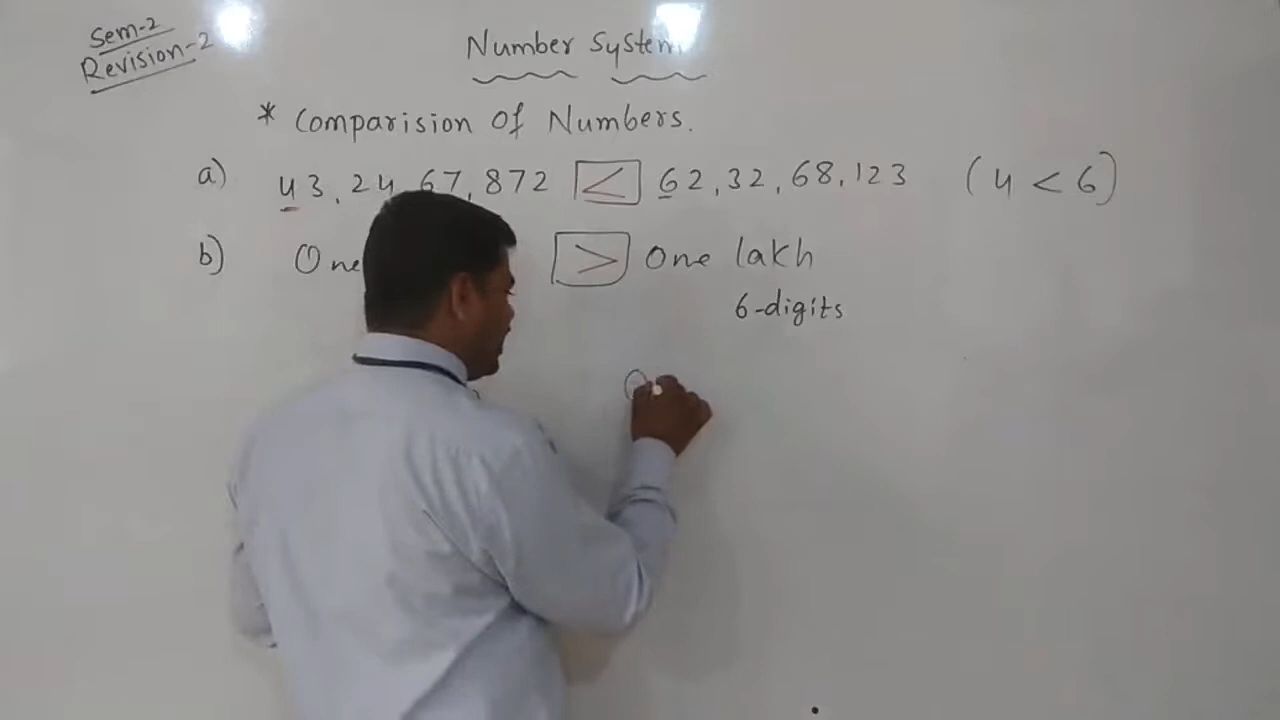 Sem-2
Revision-2
Number System
* Comparision Of Numbers.
a) 43,24,67,872 < 62,32,68,123 (4 < 6)
b) One > One lakh
6-digits